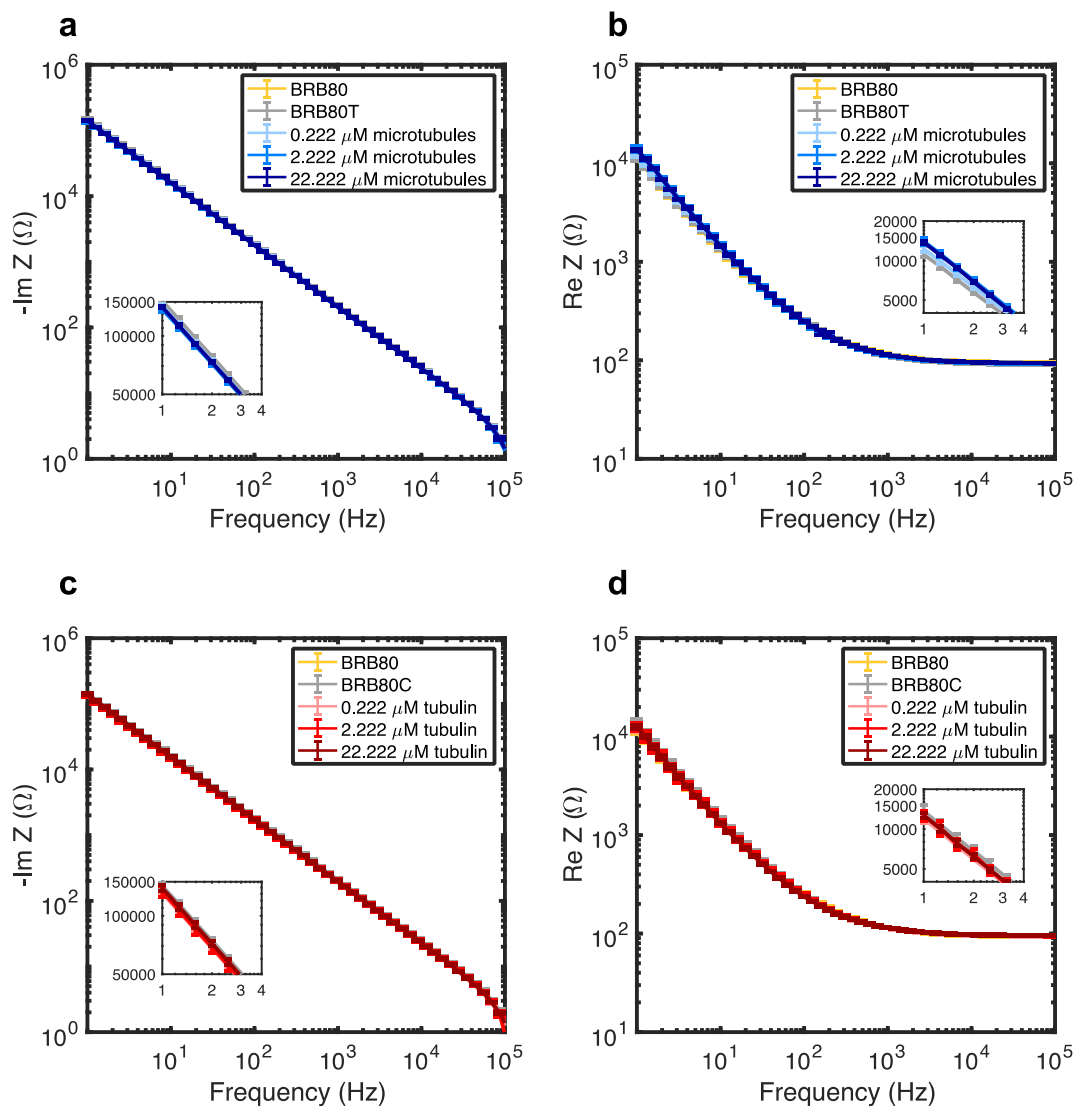 a
10^6
10^4
10^2
10^0
-Im Z (Ω)
BRB80
BRB80T
0.222 μM microtubules
2.222 μM microtubules
22.222 μM microtubules
150000
100000
50000
1 2 3 4
10^1 10^2 10^3 10^4 10^5
Frequency (Hz)
b
10^5
10^4
10^3
10^2
10^1
Re Z (Ω)
BRB80
BRB80T
0.222 μM microtubules
2.222 μM microtubules
22.222 μM microtubules
20000
15000
10000
5000
1 2 3 4
10^1 10^2 10^3 10^4 10^5
Frequency (Hz)
c
10^6
10^4
10^2
10^0
-Im Z (Ω)
BRB80
BRB80C
0.222 μM tubulin
2.222 μM tubulin
22.222 μM tubulin
150000
100000
50000
1 2 3 4
10^1 10^2 10^3 10^4 10^5
Frequency (Hz)
d
10^5
10^4
10^3
10^2
10^1
Re Z (Ω)
BRB80
BRB80C
0.222 μM tubulin
2.222 μM tubulin
22.222 μM tubulin
20000
15000
10000
5000
1 2 3 4
10^1 10^2 10^3 10^4 10^5
Frequency (Hz)